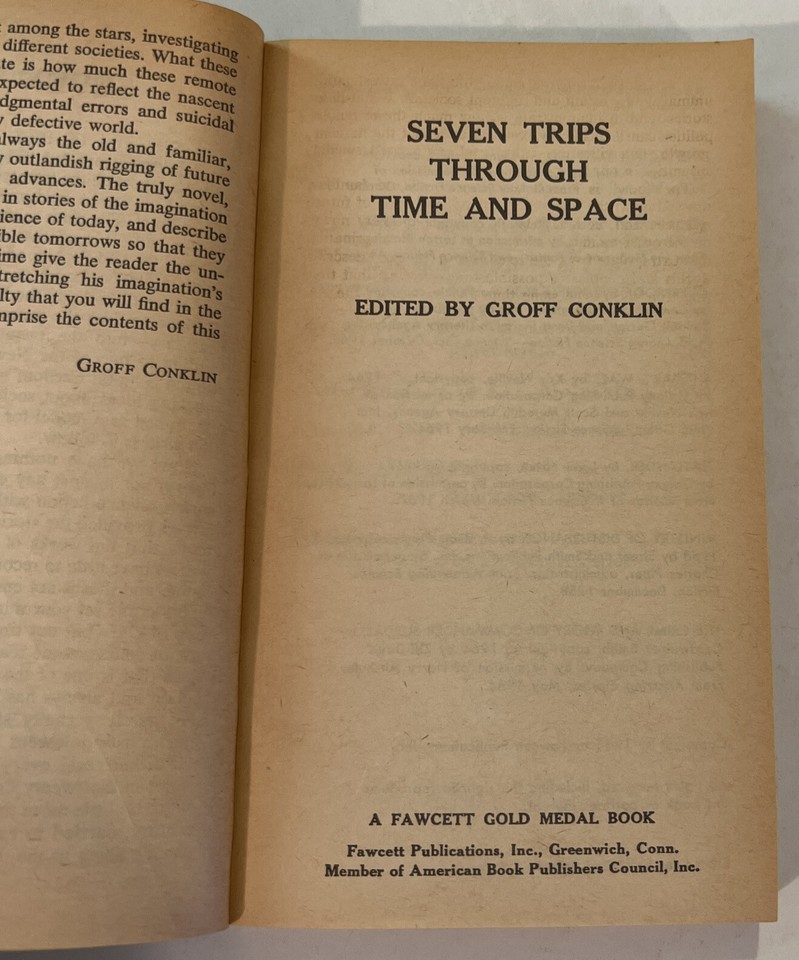 among the stars, investigating
different societies. What these
te is how much these remote
xpected to reflect the nascent
dgmental errors and suicidal
defective world.
lways the old and familiar,
outlandish rigging of future
advances. The truly novel,
in stories of the imagination
ience of today, and describe
ble tomorrows so that they
ime give the reader the un-
tretching his imagination's
lty that you will find in the
mprise the contents of this
GROFF CONKLIN
SEVEN TRIPS
THROUGH
TIME AND SPACE
EDITED BY GROFF CONKLIN
A FAWCETT GOLD MEDAL BOOK
Fawcett Publications, Inc., Greenwich, Conn.
Member of American Book Publishers Council, Inc.